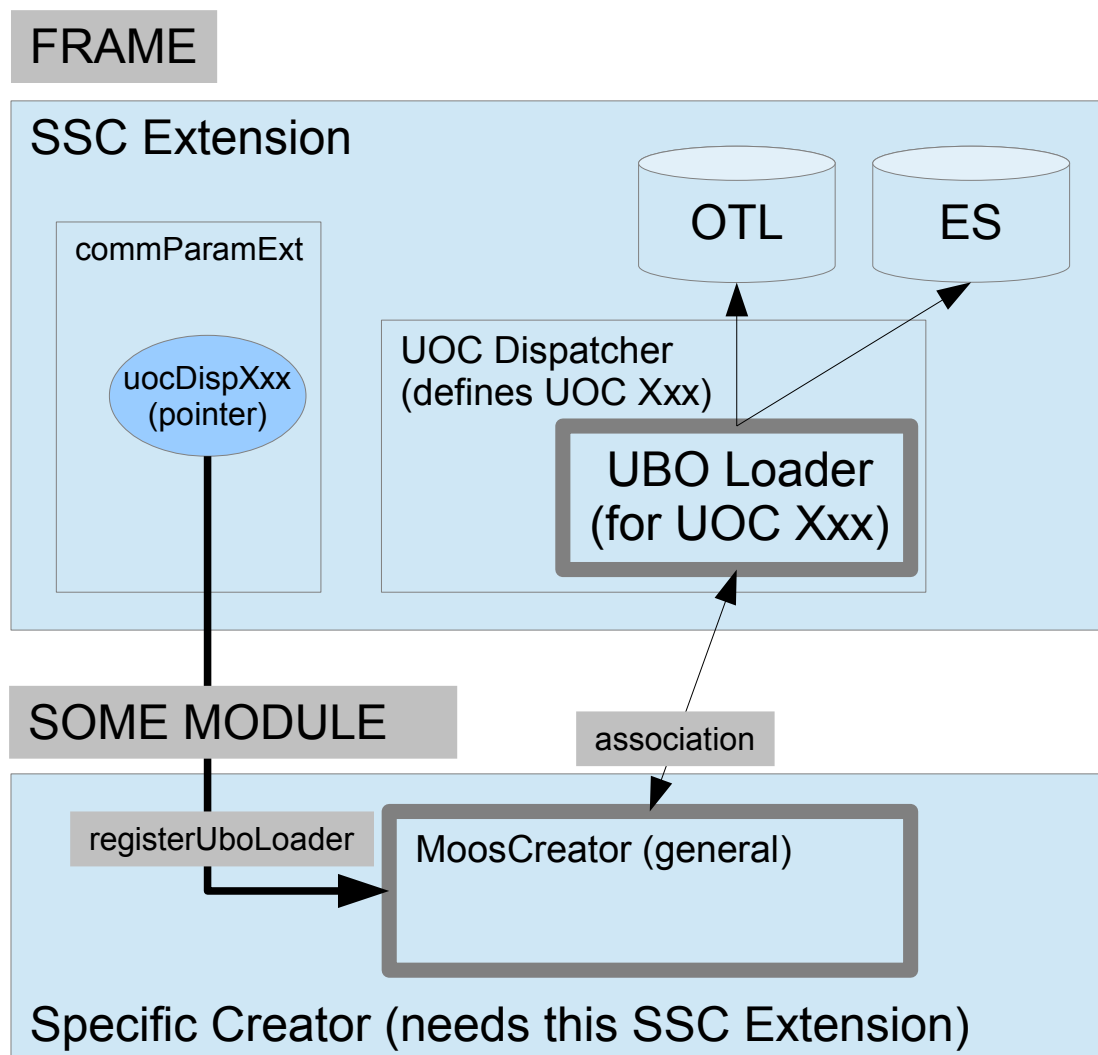 FRAME
SSC Extension
OTL
ES
commParamExt
uocDispXxx
(pointer)
UOC Dispatcher
(defines UOC Xxx)
UBO Loader
(for UOC Xxx)
SOME MODULE
association
registerUboLoader
MoosCreator (general)
Specific Creator (needs this SSC Extension)